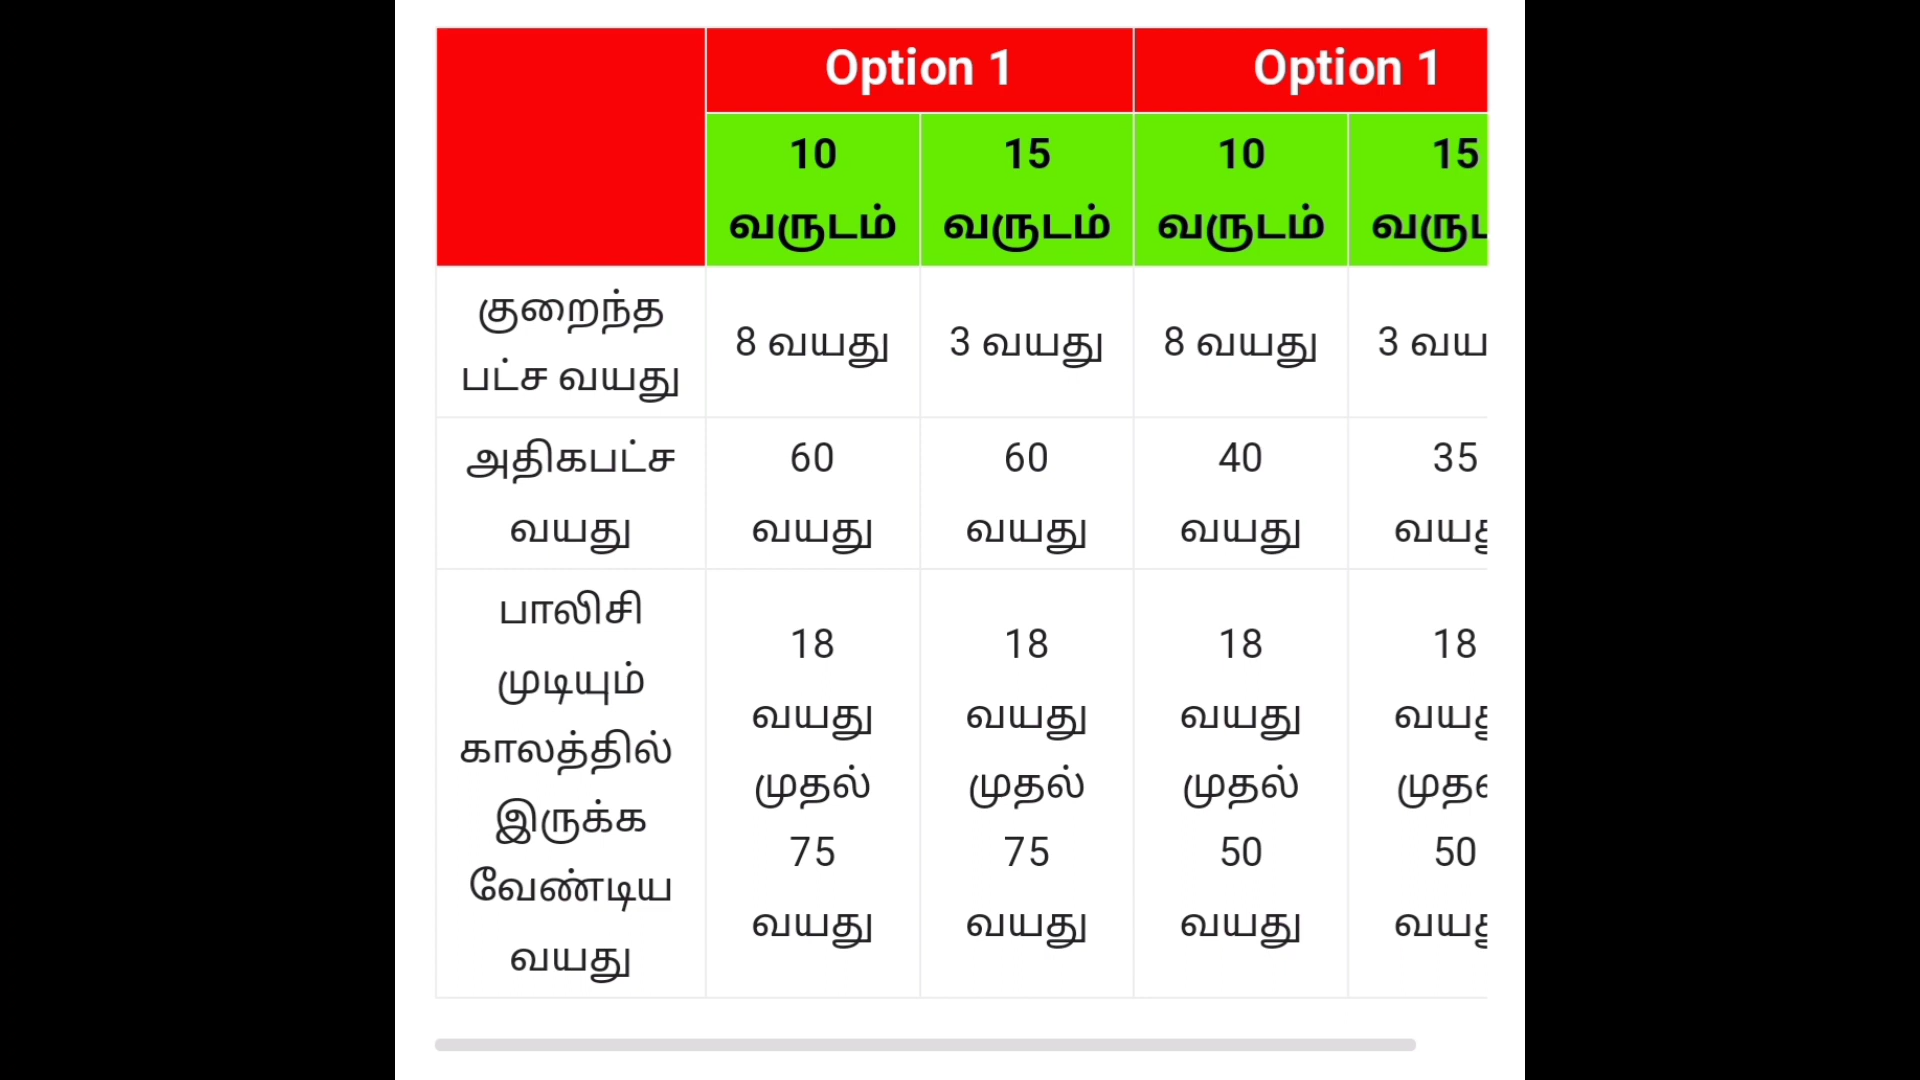 Option 1 Option 1
10 15 10 15
வருடம் வருடம் வருடம்
குறைந்த
பட்ச வயது
8 வயது 3 வயது 8 வயது 3
அதிகபட்ச
வயது
60 60 40 35
வயது வயது வயது
பாலிசி
முடியும்
காலத்தில்
இருக்க
வேண்டிய
வயது
18 18 18 18
வயது வயது வயது
முதல் முதல் முதல்
75 75 50 50
வயது வயது வயது